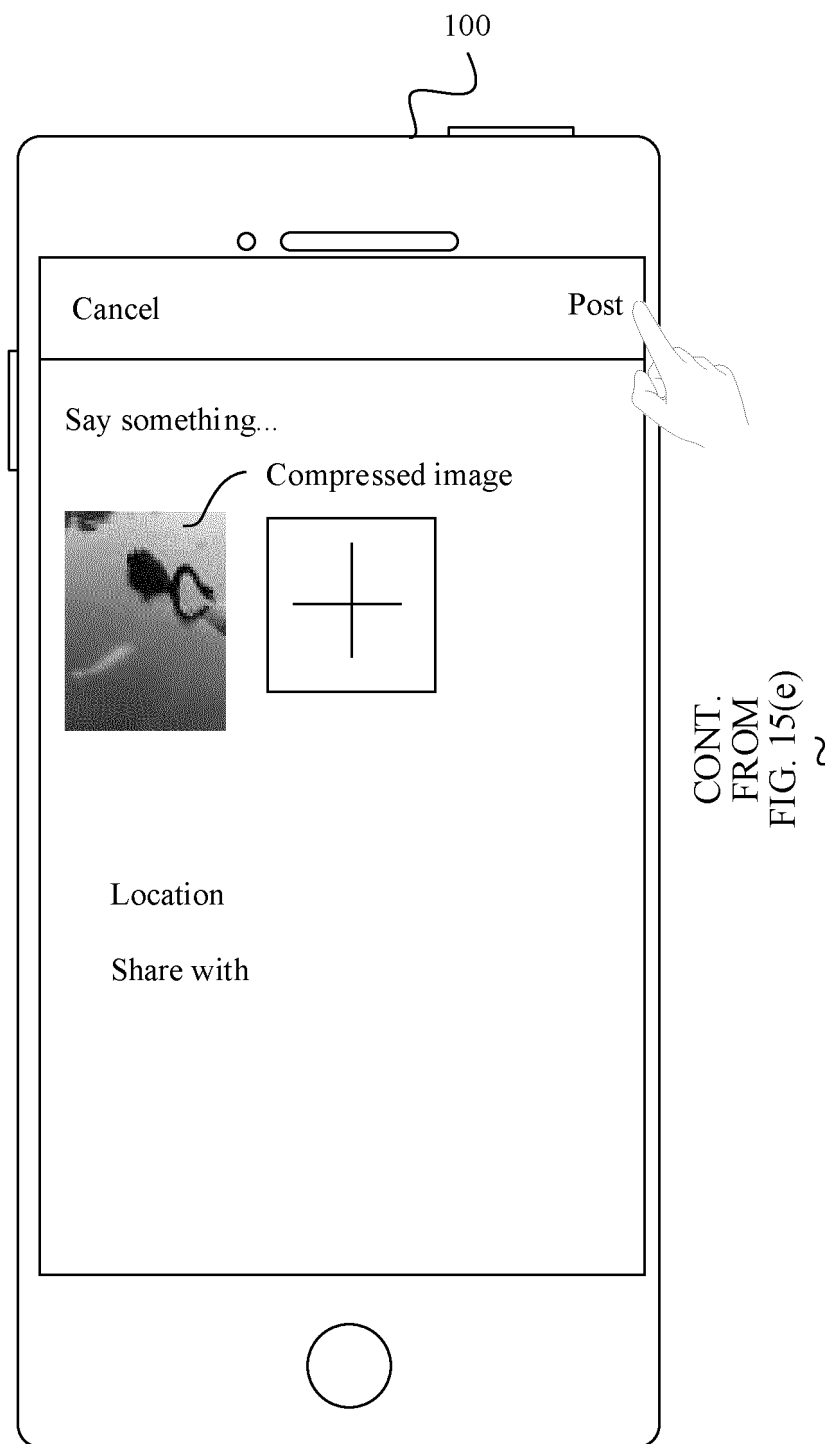 100
Cancel
Post
Say something...
Compressed image
Location
Share with
CONT.
FROM
FIG. 15(e)